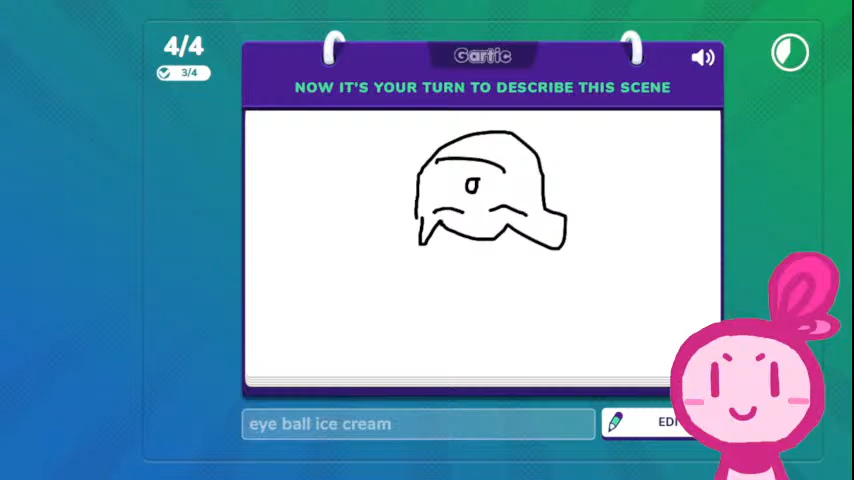 4/4
3/4
Gartic
NOW IT'S YOUR TURN TO DESCRIBE THIS SCENE
eye ball ice cream
EDI